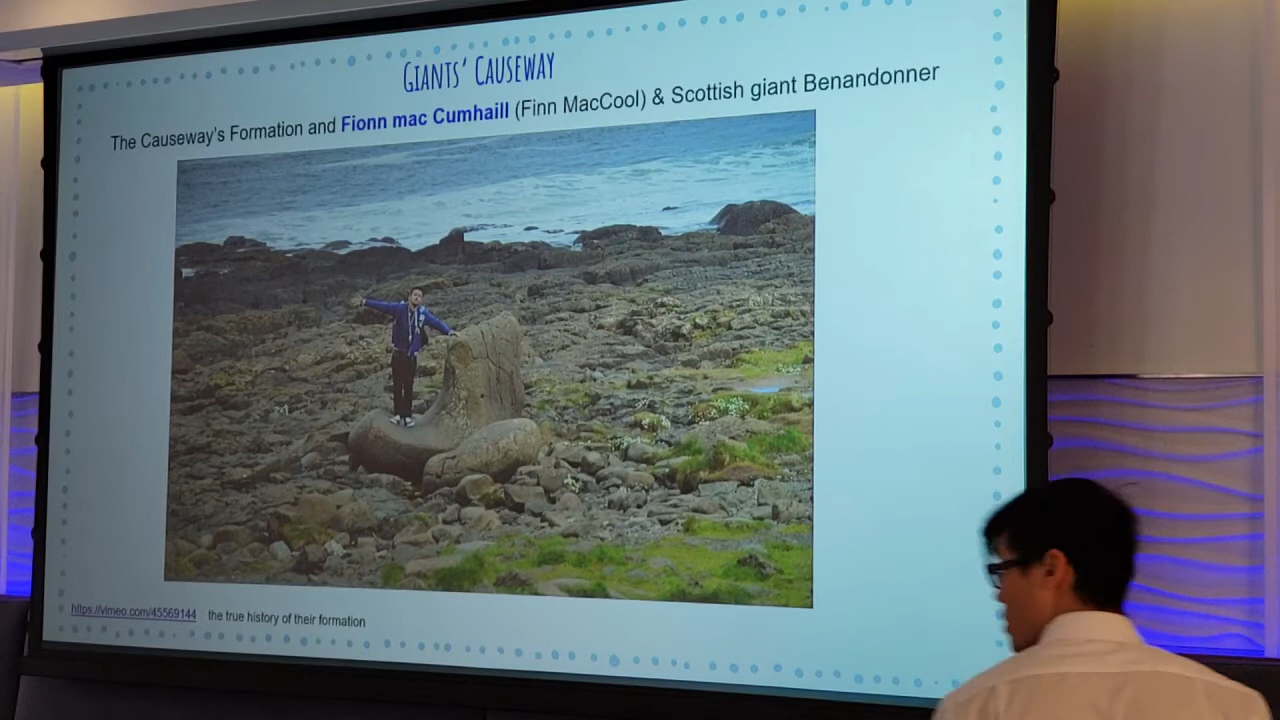 GIANTS' CAUSEWAY
The Causeway's Formation and Fionn mac Cumhaill (Finn MacCool) & Scottish giant Benandonner
https://vimeo.com/45569144 the true history of their formation